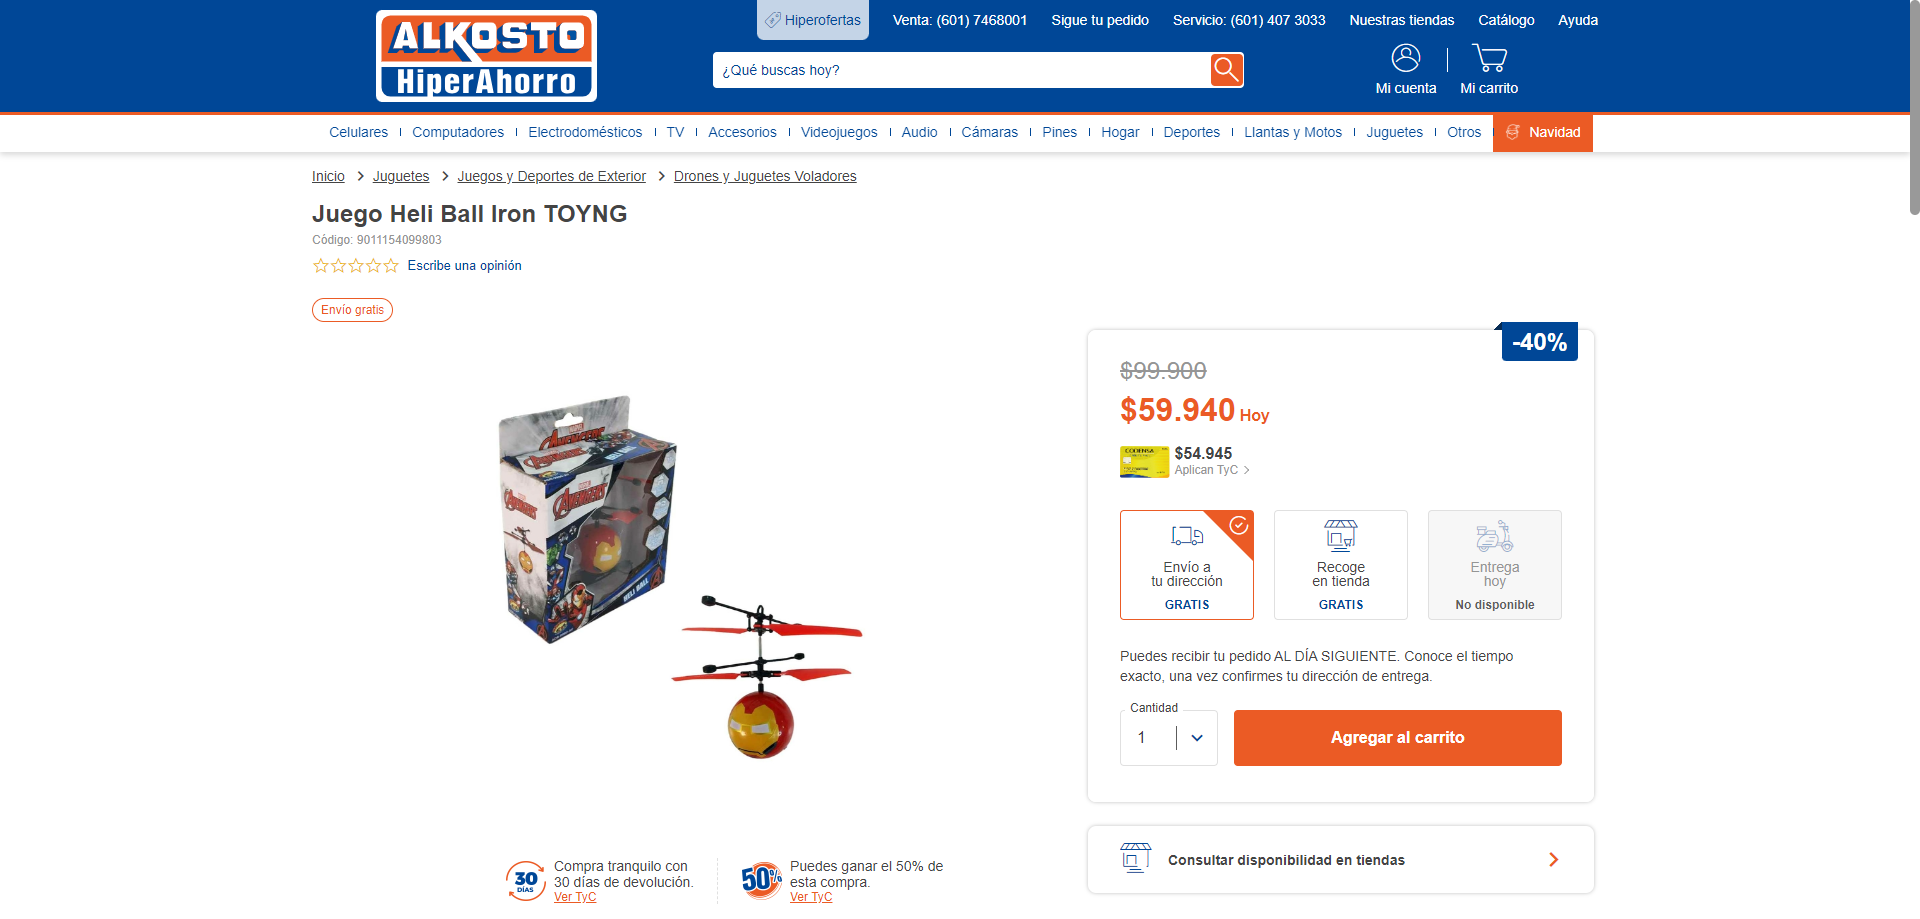 ALKOSTO
HiperAhorro
Hiperofertas
Venta: (601) 7468001
Sigue tu pedido
Servicio: (601) 407 3033
Nuestras tiendas
Catálogo
Ayuda
¿Qué buscas hoy?
Mi cuenta
Mi carrito
Celulares
Computadores
Electrodomésticos
TV
Accesorios
Videojuegos
Audio
Cámaras
Pines
Hogar
Deportes
Llantas y Motos
Juguetes
Otros
Navidad
Inicio
Juguetes
Juegos y Deportes de Exterior
Drones y Juguetes Voladores
Juego Heli Ball Iron TOYNG
Código: 9011154099803
Escribe una opinión
Envío gratis
AVENGERS
AVENGERS
HELI BALL
-40%
$99.900
$59.940 Hoy
CODENSA
$54.945
Aplican TyC
Envío a
tu dirección
GRATIS
Recoge
en tienda
GRATIS
Entrega
hoy
No disponible
Puedes recibir tu pedido AL DÍA SIGUIENTE. Conoce el tiempo
exacto, una vez confirmes tu dirección de entrega.
Cantidad
1
Agregar al carrito
Consultar disponibilidad en tiendas
30
DÍAS
Compra tranquilo con
30 días de devolución.
Ver TyC
50%
Puedes ganar el 50% de
esta compra.
Ver TyC